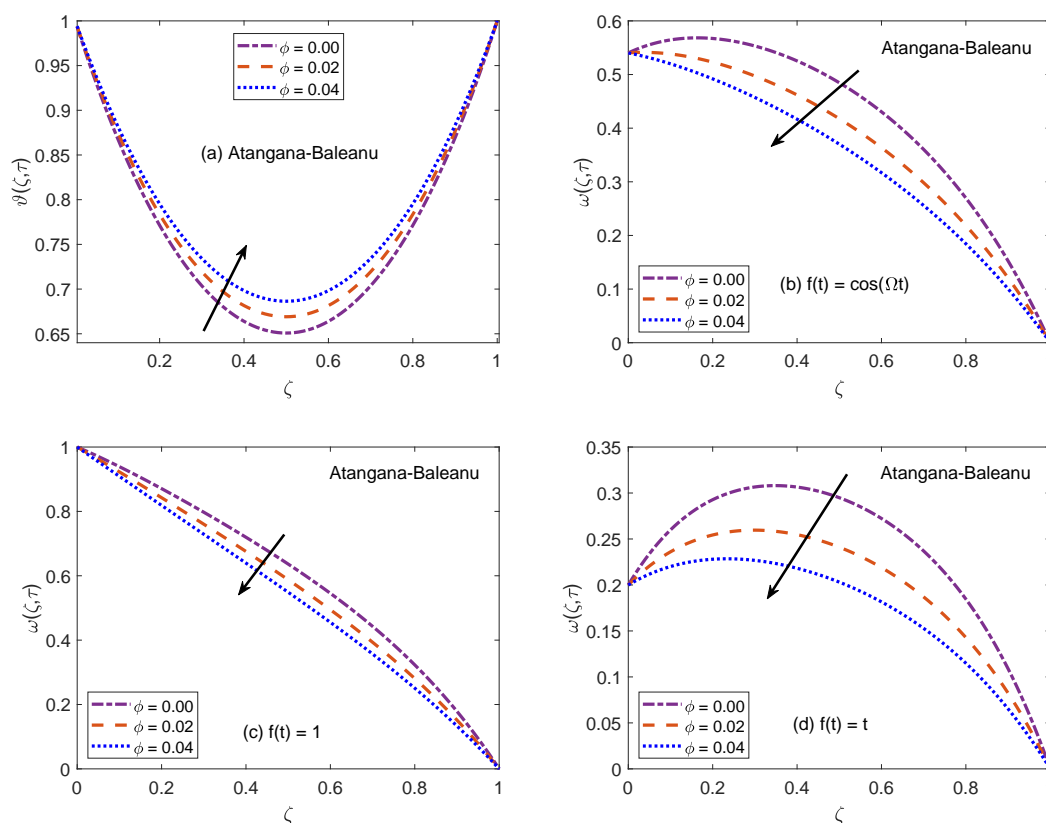 1
0.95
0.9
0.85
0.8
0.75
0.7
0.65
ϑ(ζ,τ)
ϕ = 0.00
ϕ = 0.02
ϕ = 0.04
(a) Atangana-Baleanu
0.2 0.4 0.6 0.8 1
ζ
0.6
0.5
0.4
0.3
0.2
0.1
0
ω(ζ,τ)
Atangana-Baleanu
ϕ = 0.00
ϕ = 0.02
ϕ = 0.04
(b) f(t) = cos(Ωt)
0 0.2 0.4 0.6 0.8
ζ
1
0.8
0.6
0.4
0.2
0
ω(ζ,τ)
Atangana-Baleanu
ϕ = 0.00
ϕ = 0.02
ϕ = 0.04
(c) f(t) = 1
0 0.2 0.4 0.6 0.8 1
ζ
0.35
0.3
0.25
0.2
0.15
0.1
0.05
0
ω(ζ,τ)
Atangana-Baleanu
ϕ = 0.00
ϕ = 0.02
ϕ = 0.04
(d) f(t) = t
0 0.2 0.4 0.6 0.8
ζ